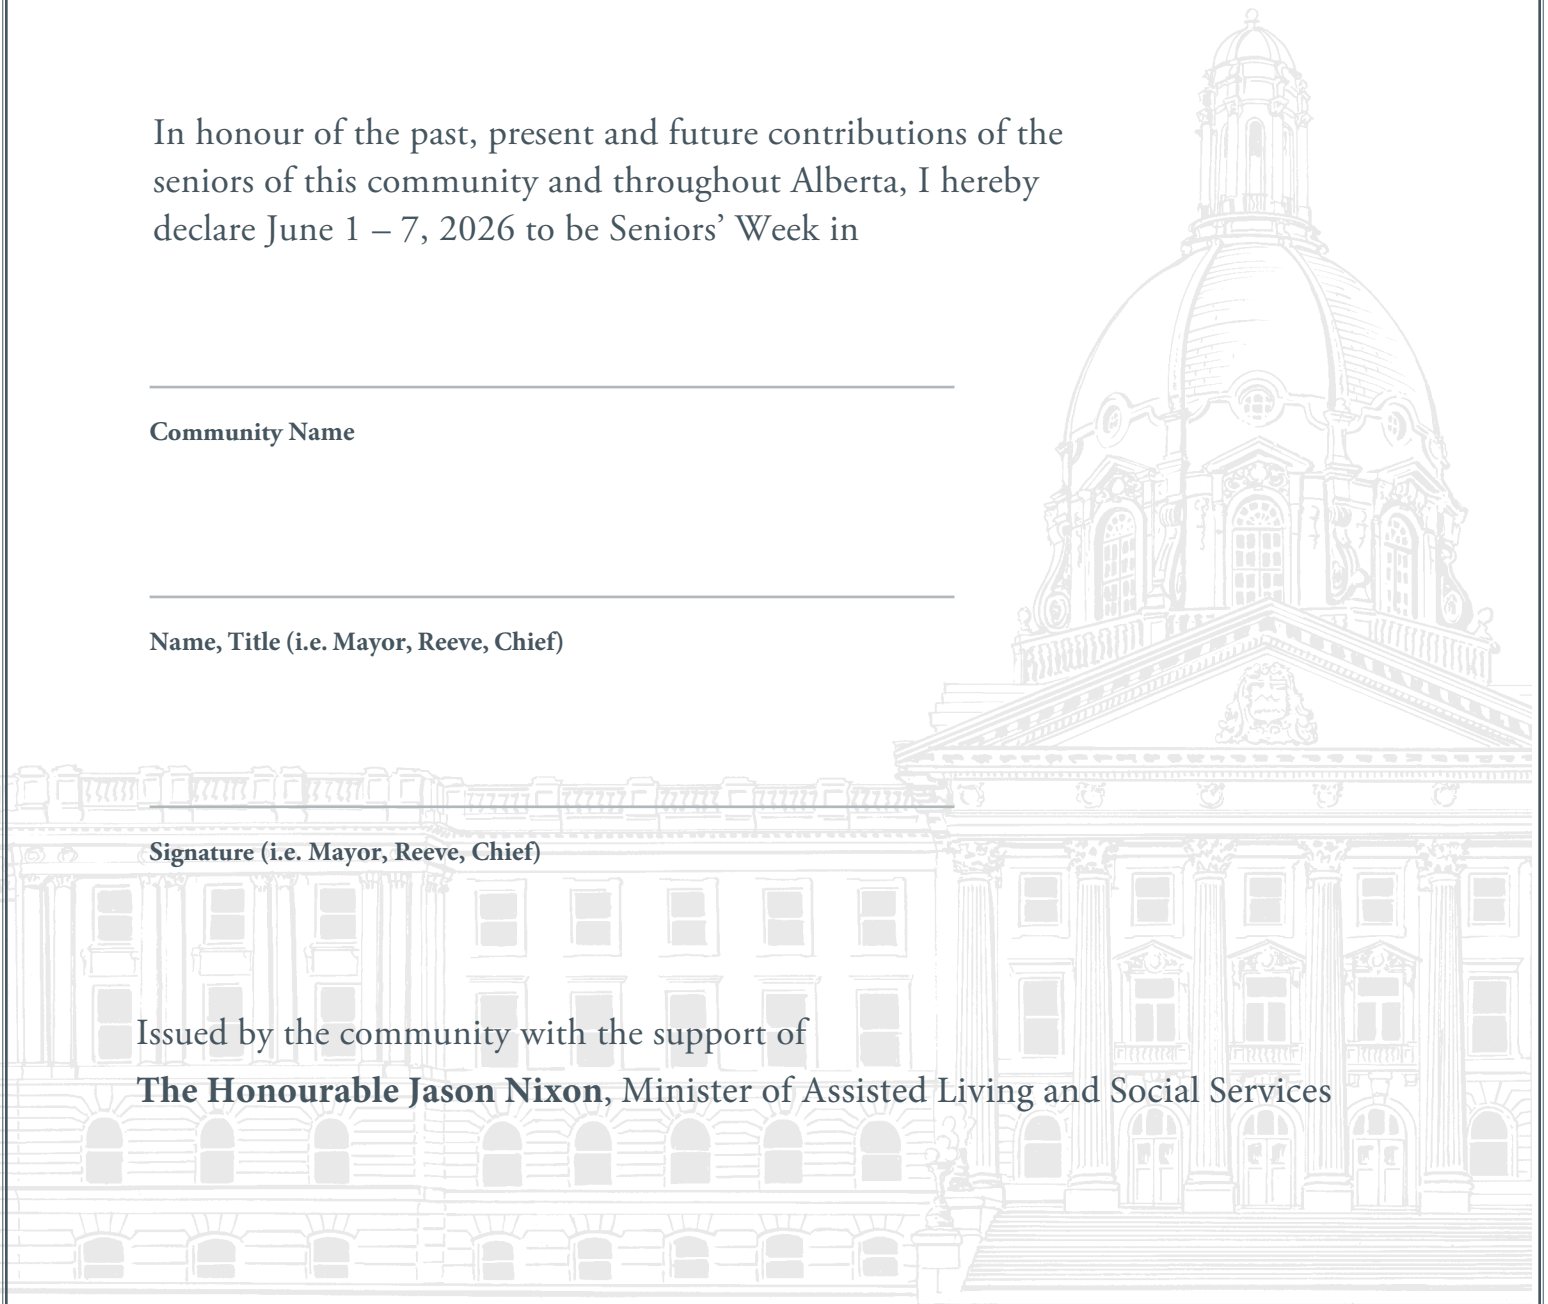 In honour of the past, present and future contributions of the
seniors of this community and throughout Alberta, I hereby
declare June 1 – 7, 2026 to be Seniors’ Week in
Community Name
Name, Title (i.e. Mayor, Reeve, Chief)
Signature (i.e. Mayor, Reeve, Chief)
Issued by the community with the support of
The Honourable Jason Nixon, Minister of Assisted Living and Social Services